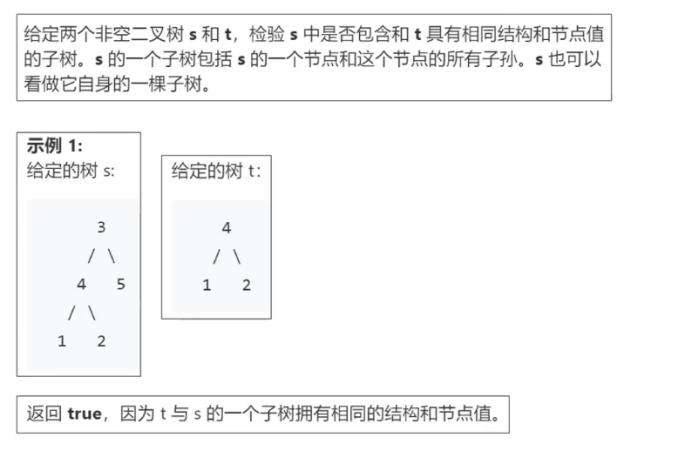 给定两个非空二叉树 s 和 t，检验 s 中是否包含和 t 具有相同结构和节点值
的子树。s 的一个子树包括 s 的一个节点和这个节点的所有子孙。s 也可以
看做它自身的一棵子树。
示例 1:
给定的树 s:
3
/ \
4 5
/ \
1 2
给定的树 t:
4
/ \
1 2
返回 true，因为 t 与 s 的一个子树拥有相同的结构和节点值。